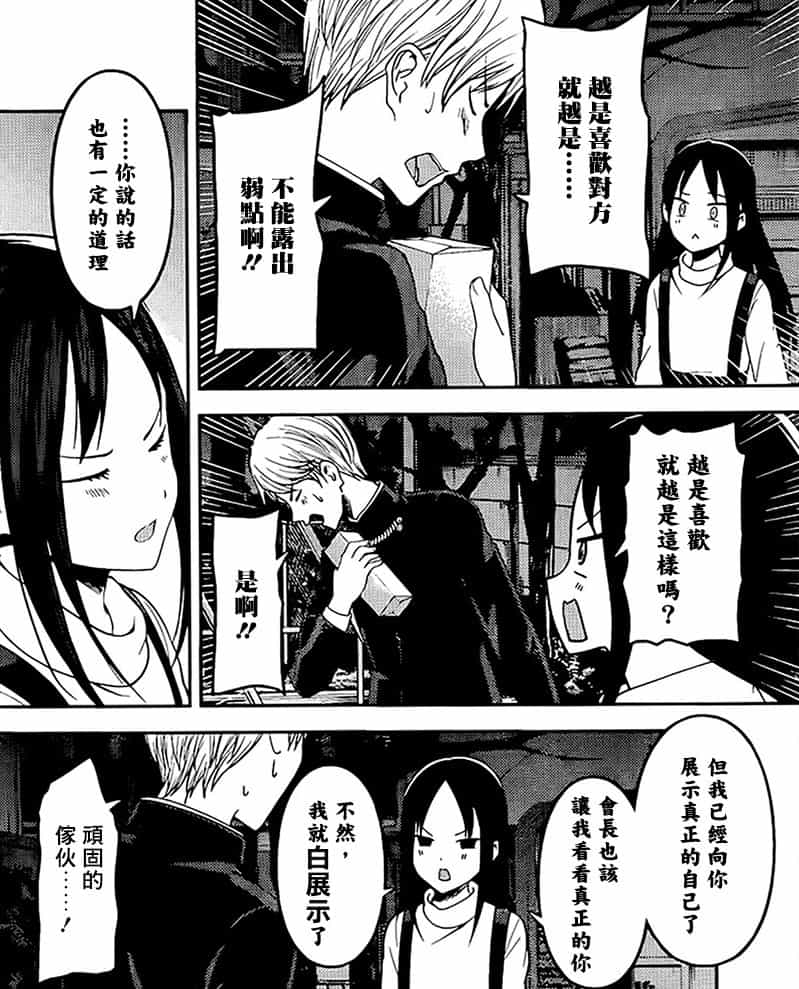 越是喜歡對方
就越是……
不能露出
弱點啊!!
……你說的話
也有一定的道理
越是喜歡
就越是這樣嗎？
是啊!!
但我已經向你
展示真正的自己了
會長也該
讓我看看真正的你
不然，
我就白展示了
頑固的
傢伙……！